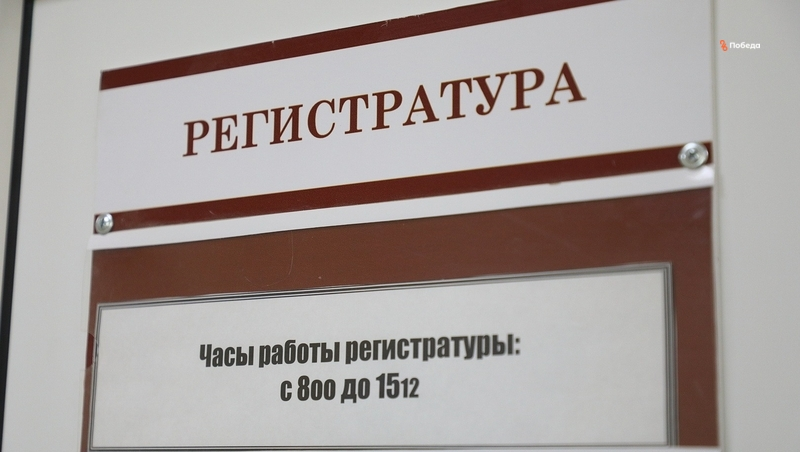 Победа
РЕГИСТРАТУРА
Часы работы регистратуры:
с 800 до 1512